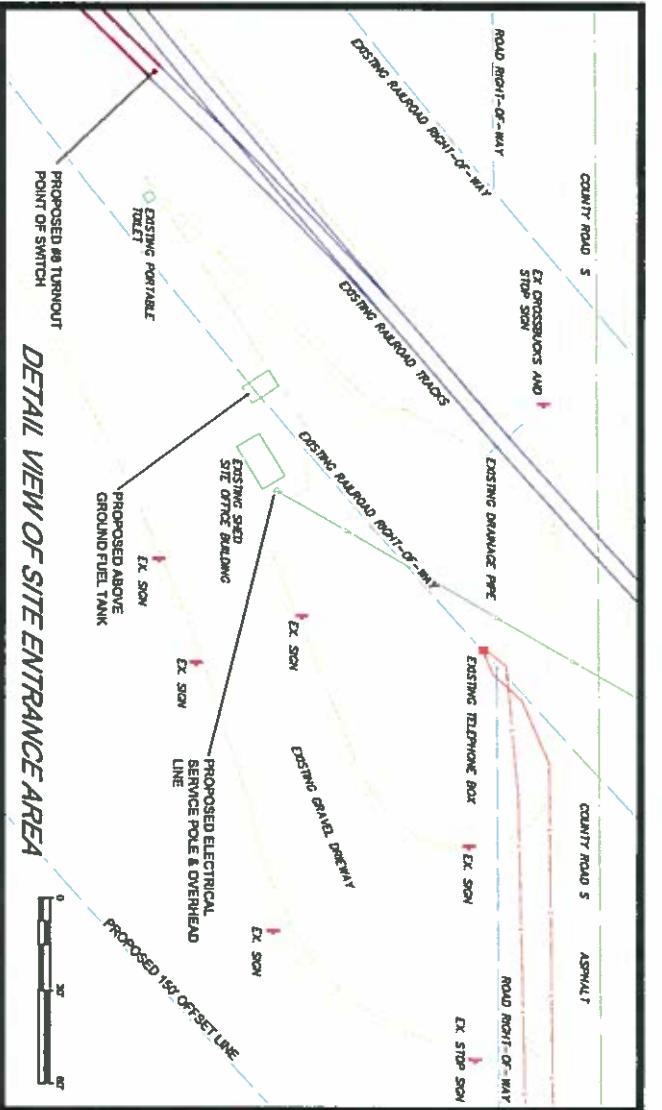 COUNTY ROAD S
COUNTY ROAD S
ASPHALT
ROAD RIGHT-OF-WAY
EXISTING RAILROAD RIGHT-OF-WAY
EX CROSSBUCKS AND
STOP SIGN
EXISTING RAILROAD TRACKS
EXISTING DRAINAGE PIPE
EXISTING RAILROAD RIGHT-OF-WAY
EXISTING TELEPHONE BOX
EX. SIGN
ROAD RIGHT-OF-WAY
EX. STOP SIGN
EXISTING PORTABLE
TOILET
PROPOSED #8 TURNOUT
POINT OF SWITCH
EXISTING SHED
SITE OFFICE BUILDING
PROPOSED ABOVE
GROUND FUEL TANK
EX. SIGN
EX. SIGN
EX. SIGN
EXISTING GRAVEL DRIEWAY
PROPOSED ELECTRICAL
SERVICE POLE & OVERHEAD
LINE
EX. SIGN
PROPOSED 150' OFFSET LINE
DETAIL VIEW OF SITE ENTRANCE AREA
0 30' 60'